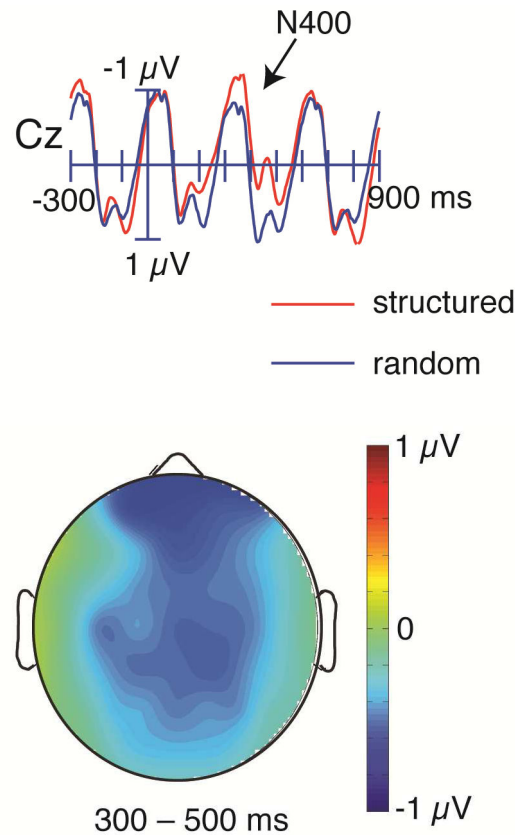 N400
-1 µV
Cz
-300
900 ms
1 µV
structured
random
1 µV
0
-1 µV
300 – 500 ms